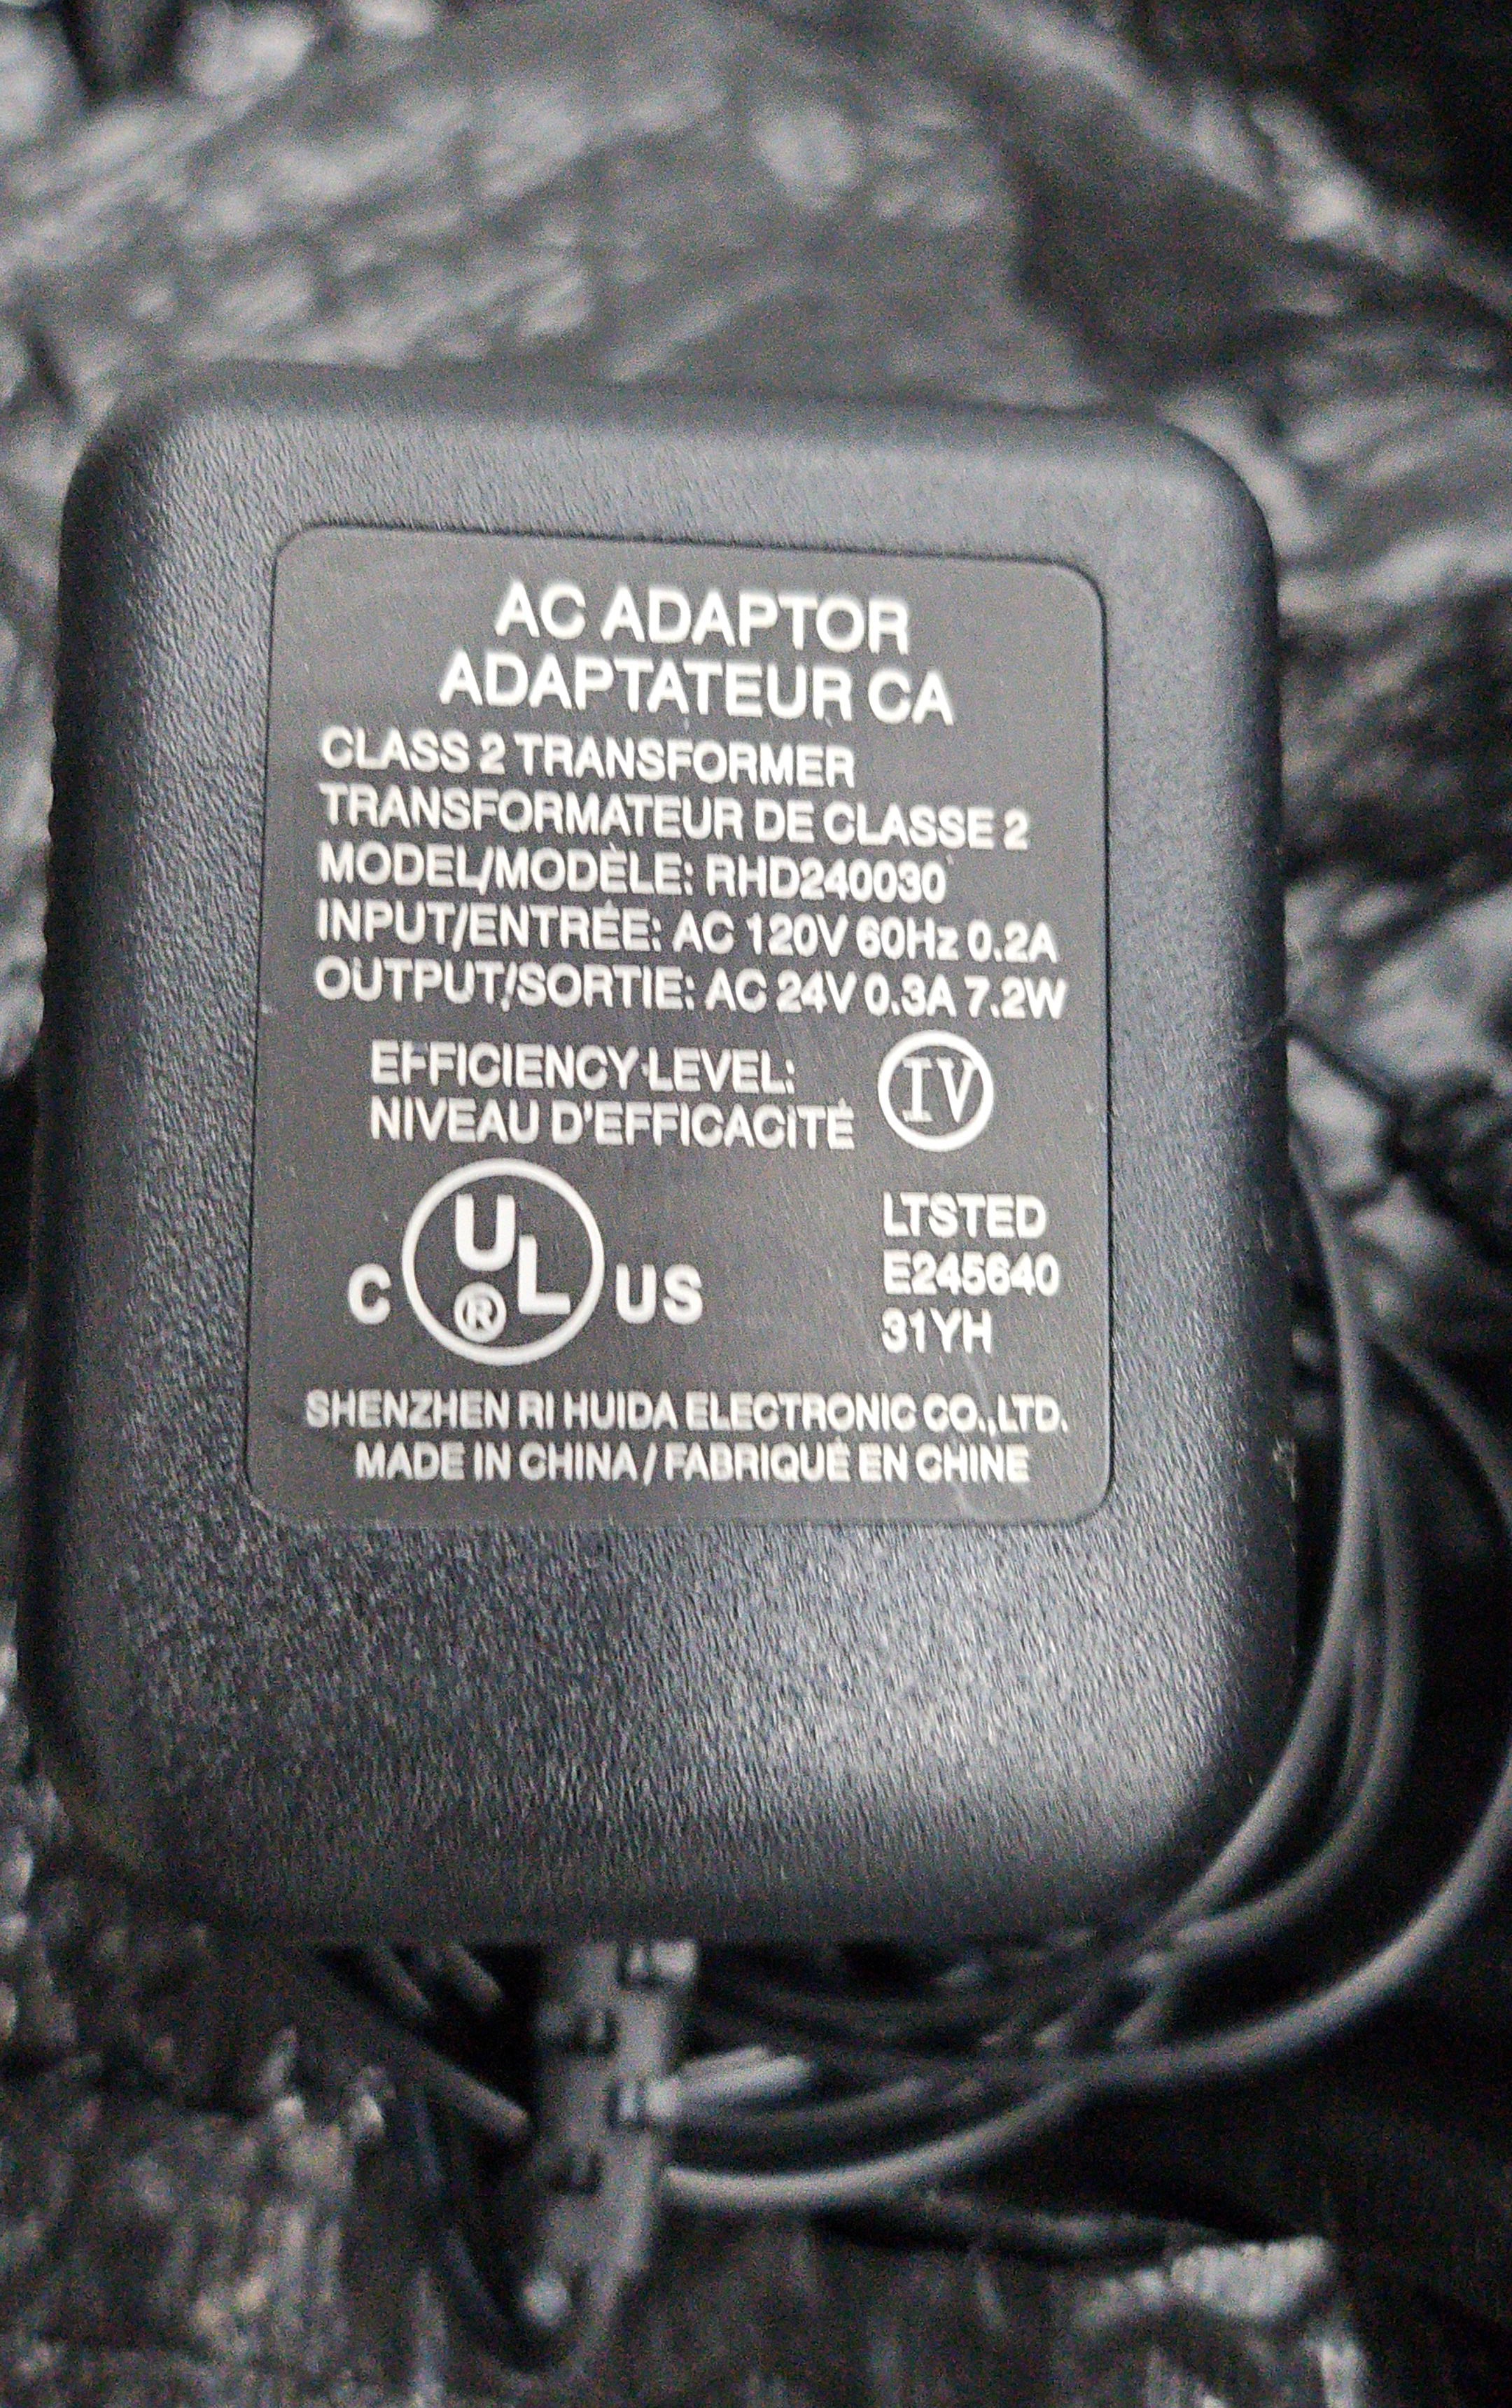 AC ADAPTOR
ADAPTATEUR CA
CLASS 2 TRANSFORMER
TRANSFORMATEUR DE CLASSE 2
MODEL/MODÈLE: RHD240030
INPUT/ENTRÉE: AC 120V 60Hz 0.2A
OUTPUT/SORTIE: AC 24V 0.3A 7.2W
EFFICIENCY LEVEL:
NIVEAU D'EFFICACITÉ
IV
C UL® US
LTSTED
E245640
31YH
SHENZHEN RI HUIDA ELECTRONIC CO.,LTD.
MADE IN CHINA / FABRIQUÉ EN CHINE